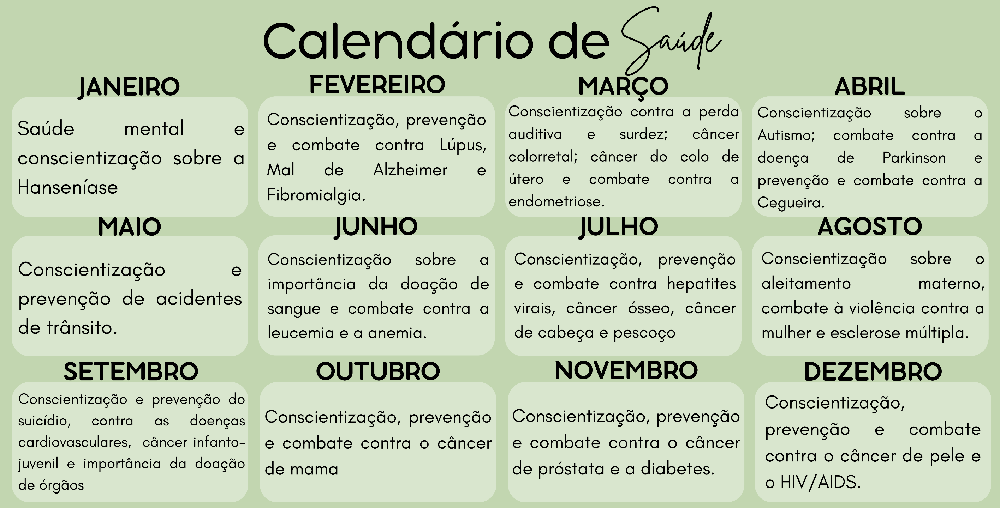 Calendário de Saúde
JANEIRO
Saúde mental e
conscientização sobre a
Hanseníase
FEVEREIRO
Conscientização, prevenção
e combate contra Lúpus,
Mal de Alzheimer e
Fibromialgia.
MARÇO
Conscientização contra a perda
auditiva e surdez; câncer
colorretal; câncer do colo de
útero e combate contra a
endometriose.
ABRIL
Conscientização sobre o
Autismo; combate contra a
doença de Parkinson e
prevenção e combate contra a
Cegueira.
MAIO
Conscientização e
prevenção de acidentes
de trânsito.
JUNHO
Conscientização sobre a
importância da doação de
sangue e combate contra a
leucemia e a anemia.
JULHO
Conscientização, prevenção
e combate contra hepatites
virais, câncer ósseo, câncer
de cabeça e pescoço
AGOSTO
Conscientização sobre o
aleitamento materno,
combate à violência contra a
mulher e esclerose múltipla.
SETEMBRO
Conscientização e prevenção do
suicídio, contra as doenças
cardiovasculares, câncer infanto-
juvenil e importância da doação
de órgãos
OUTUBRO
Conscientização, prevenção
e combate contra o câncer
de mama
NOVEMBRO
Conscientização, prevenção
e combate contra o câncer
de próstata e a diabetes.
DEZEMBRO
Conscientização,
prevenção e combate
contra o câncer de pele e
o HIV/AIDS.